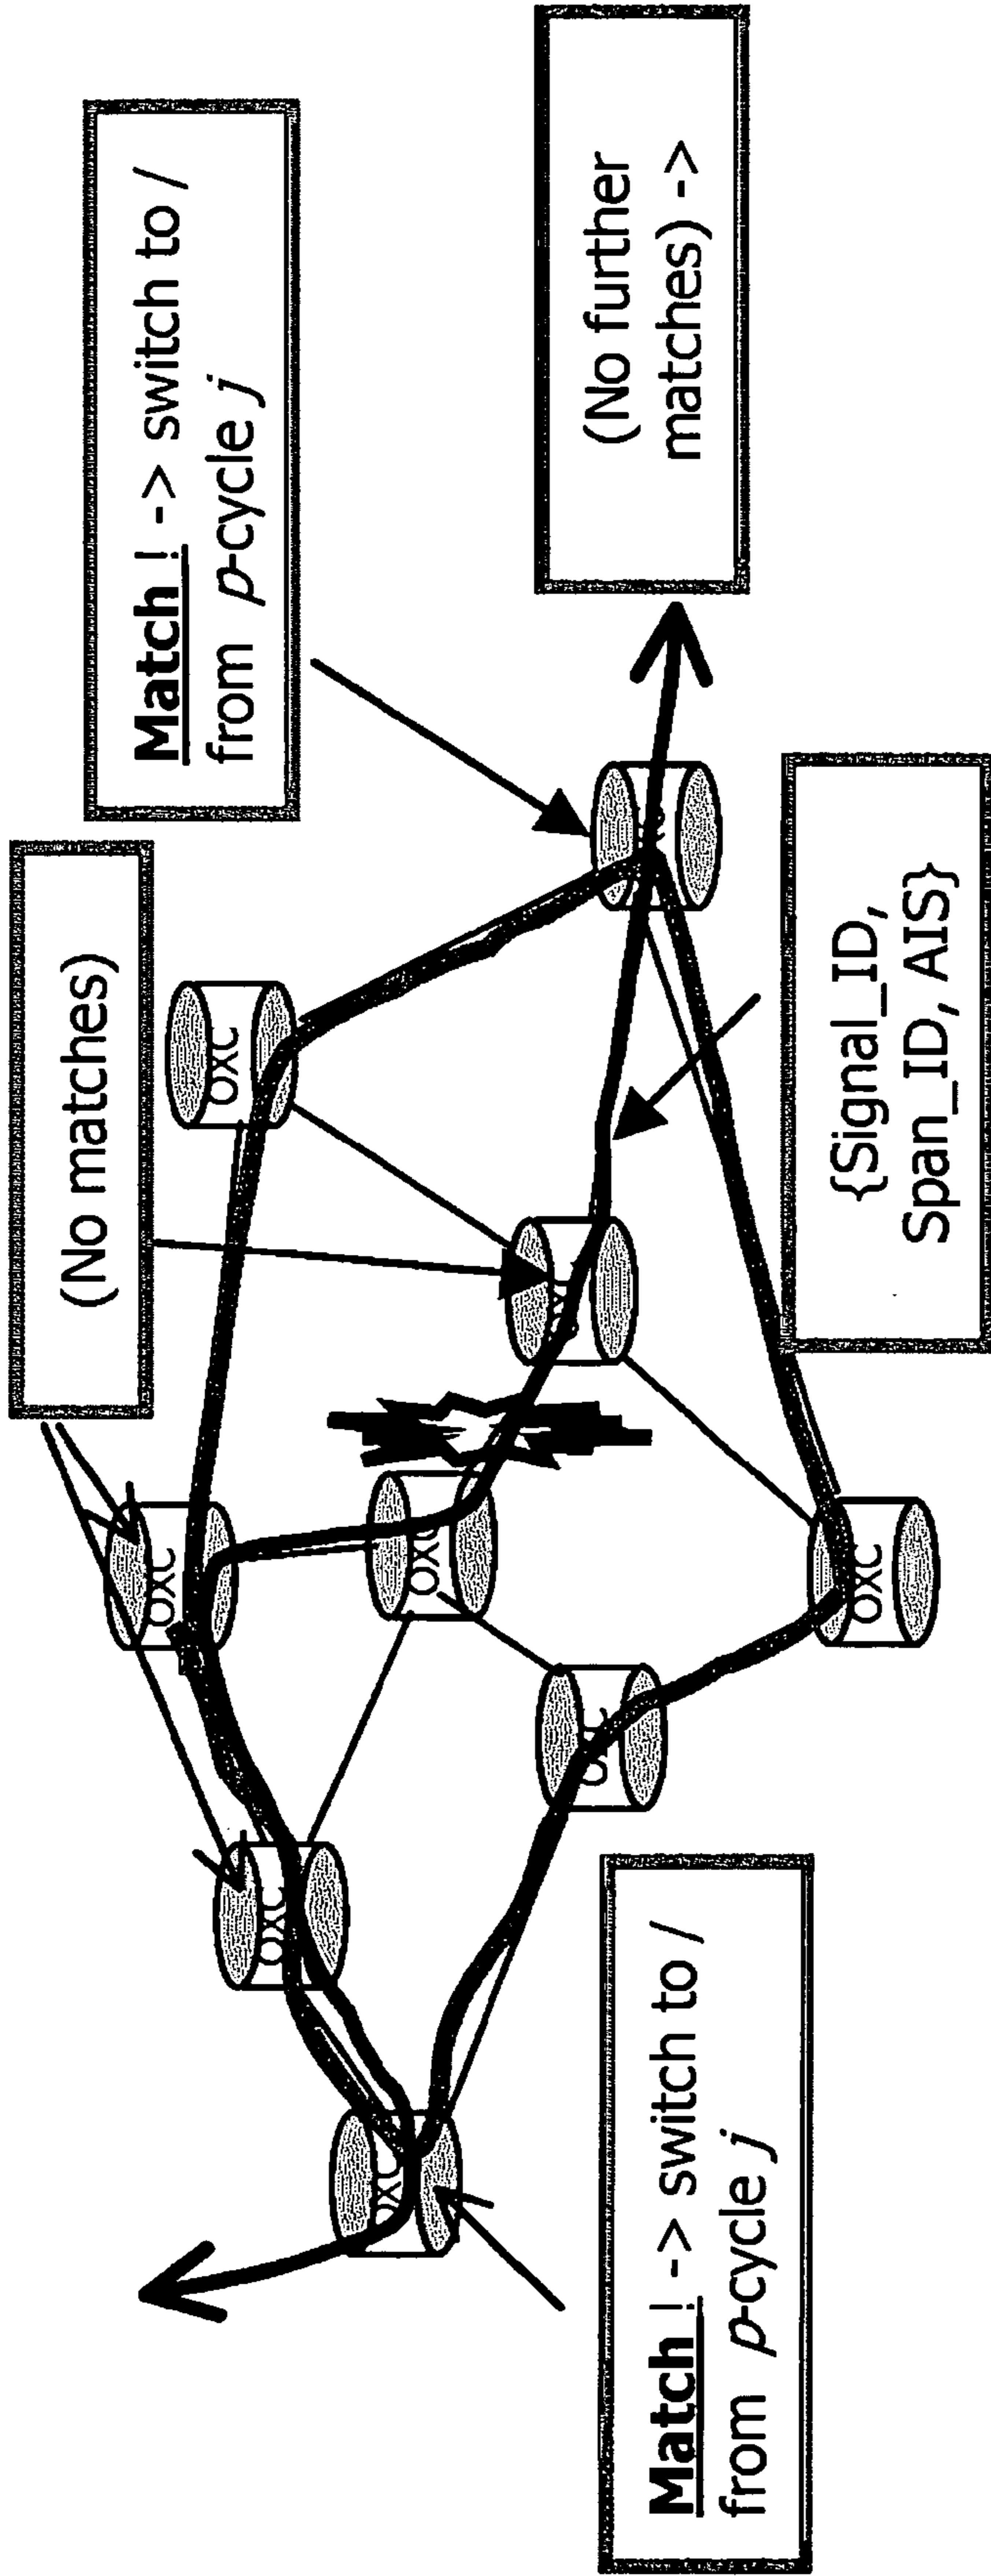 (No matches)
Match ! -> switch to /
from p-cycle j
OXC
OXC
OXC
OXC
OXC
(No further
matches) ->
Match ! -> switch to /
from p-cycle j
OXC
{Signal_ID,
Span_ID, AIS}